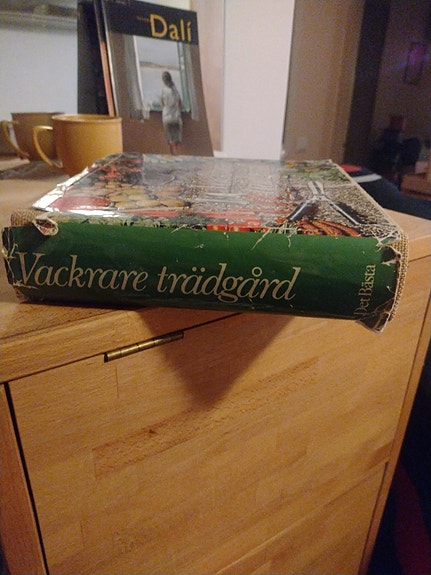 Dalí
Vackrare trädgård
Det Bästa